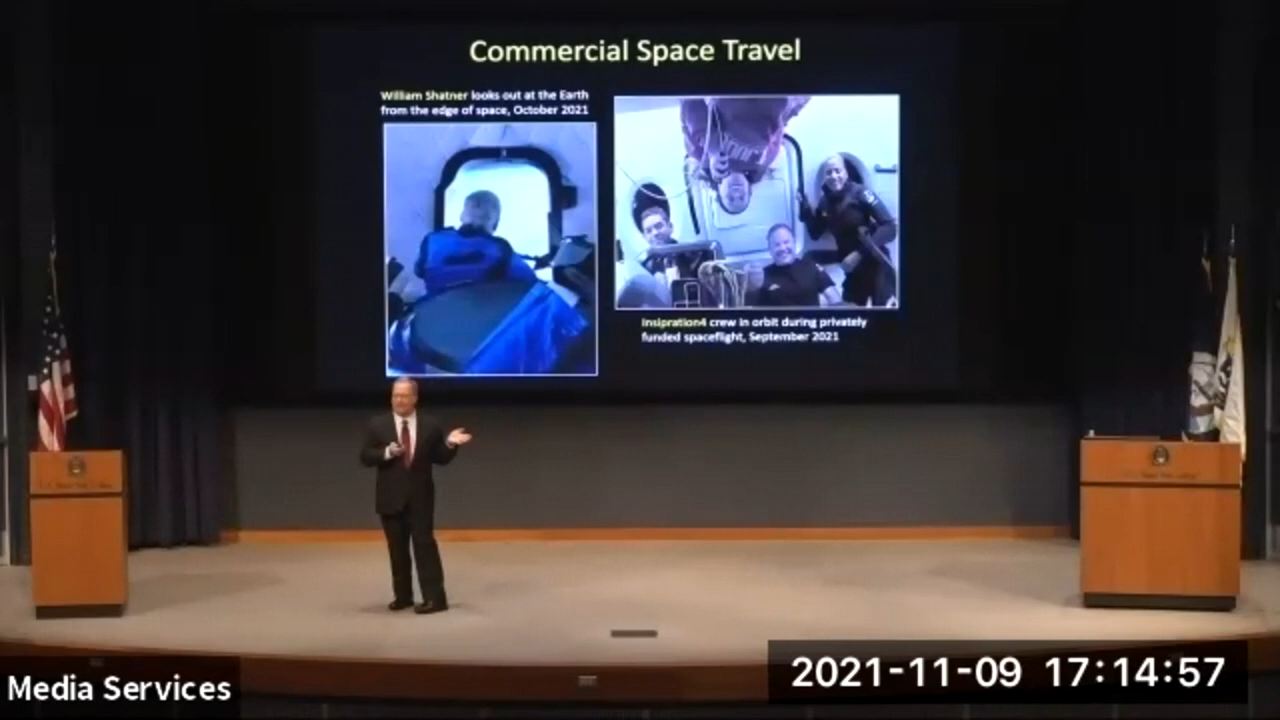 Commercial Space Travel
William Shatner looks out at the Earth
from the edge of space, October 2021
Insipration4 crew in orbit during privately
funded spaceflight, September 2021
Media Services
2021-11-09 17:14:57